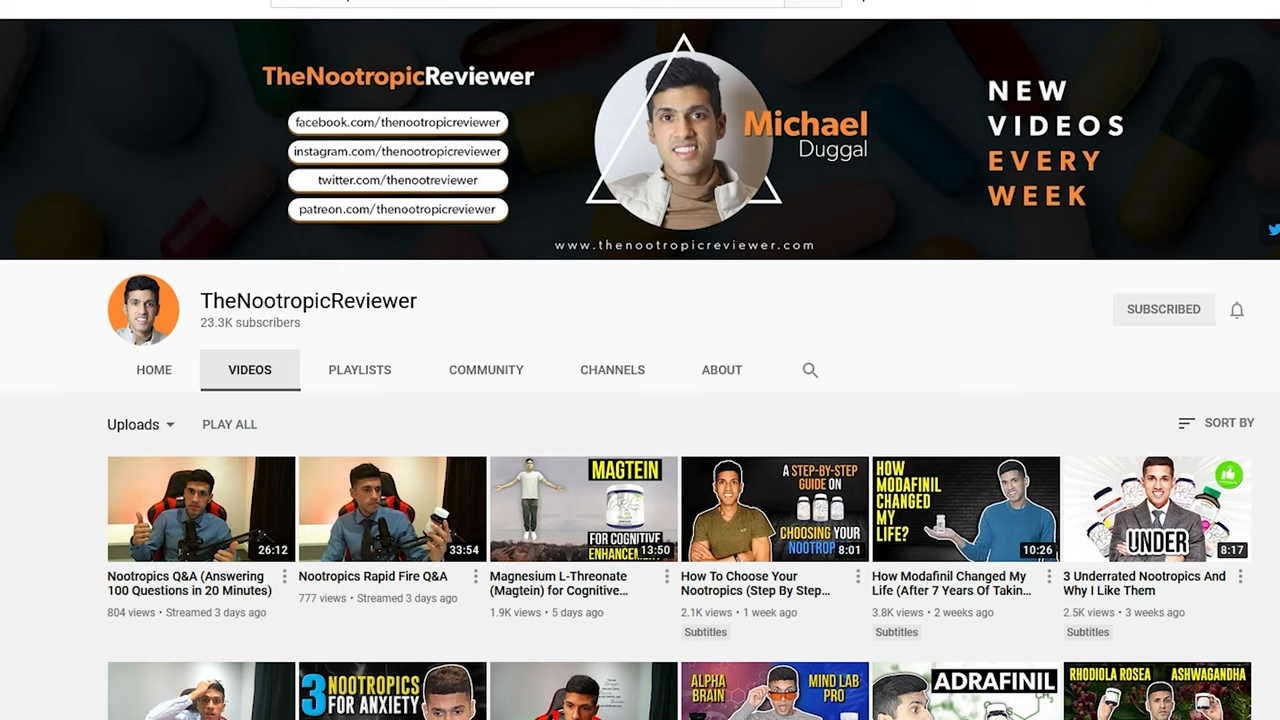 TheNootropicReviewer
facebook.com/thenootropicreviewer
instagram.com/thenootropicreviewer
twitter.com/thenootreviewer
patreon.com/thenootropicreviewer
Michael
Duggal
www.thenootropicreviewer.com
NEW
VIDEOS
EVERY
WEEK
TheNootropicReviewer
23.3K subscribers
SUBSCRIBED
HOME
VIDEOS
PLAYLISTS
COMMUNITY
CHANNELS
ABOUT
Uploads
PLAY ALL
SORT BY
26:12
Nootropics Q&A (Answering
100 Questions in 20 Minutes)
804 views • Streamed 3 days ago
33:54
Nootropics Rapid Fire Q&A
777 views • Streamed 3 days ago
MAGTEIN
FOR COGNITIVE
13:50
Magnesium L-Threonate
(Magtein) for Cognitive...
1.9K views • 5 days ago
A STEP-BY-STEP
GUIDE ON
CHOOSING YOUR
8:01
How To Choose Your
Nootropics (Step By Step...
2.1K views • 1 week ago
Subtitles
HOW
MODAFINIL
CHANGED
MY
LIFE?
10:26
How Modafinil Changed My
Life (After 7 Years Of Takin...
3.8K views • 2 weeks ago
Subtitles
UNDER
8:17
3 Underrated Nootropics And
Why I Like Them
2.5K views • 3 weeks ago
Subtitles
3 NOOTROPICS
FOR ANXIETY
ALPHA
BRAIN
MIND LAB
PRO
ADRAFINIL
RHODIOLA ROSEA
ASHWAGANDHA